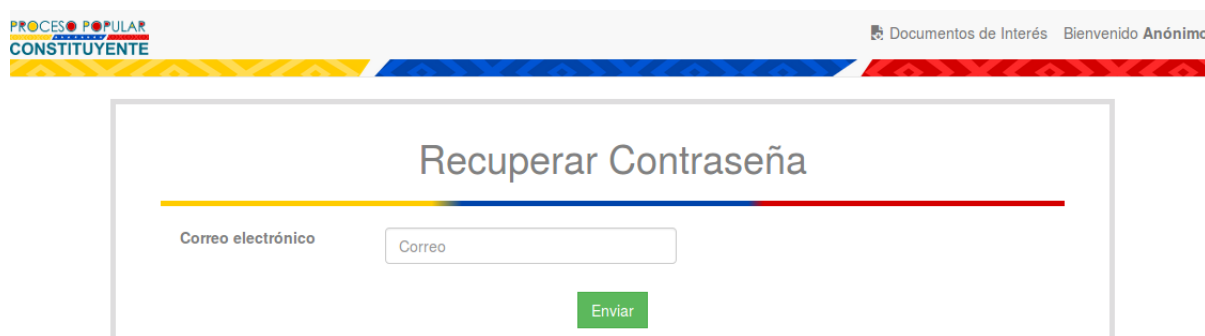 PROCESO POPULAR
CONSTITUYENTE
Documentos de Interés Bienvenido Anónimo
Recuperar Contraseña
Correo electrónico
Correo
Enviar